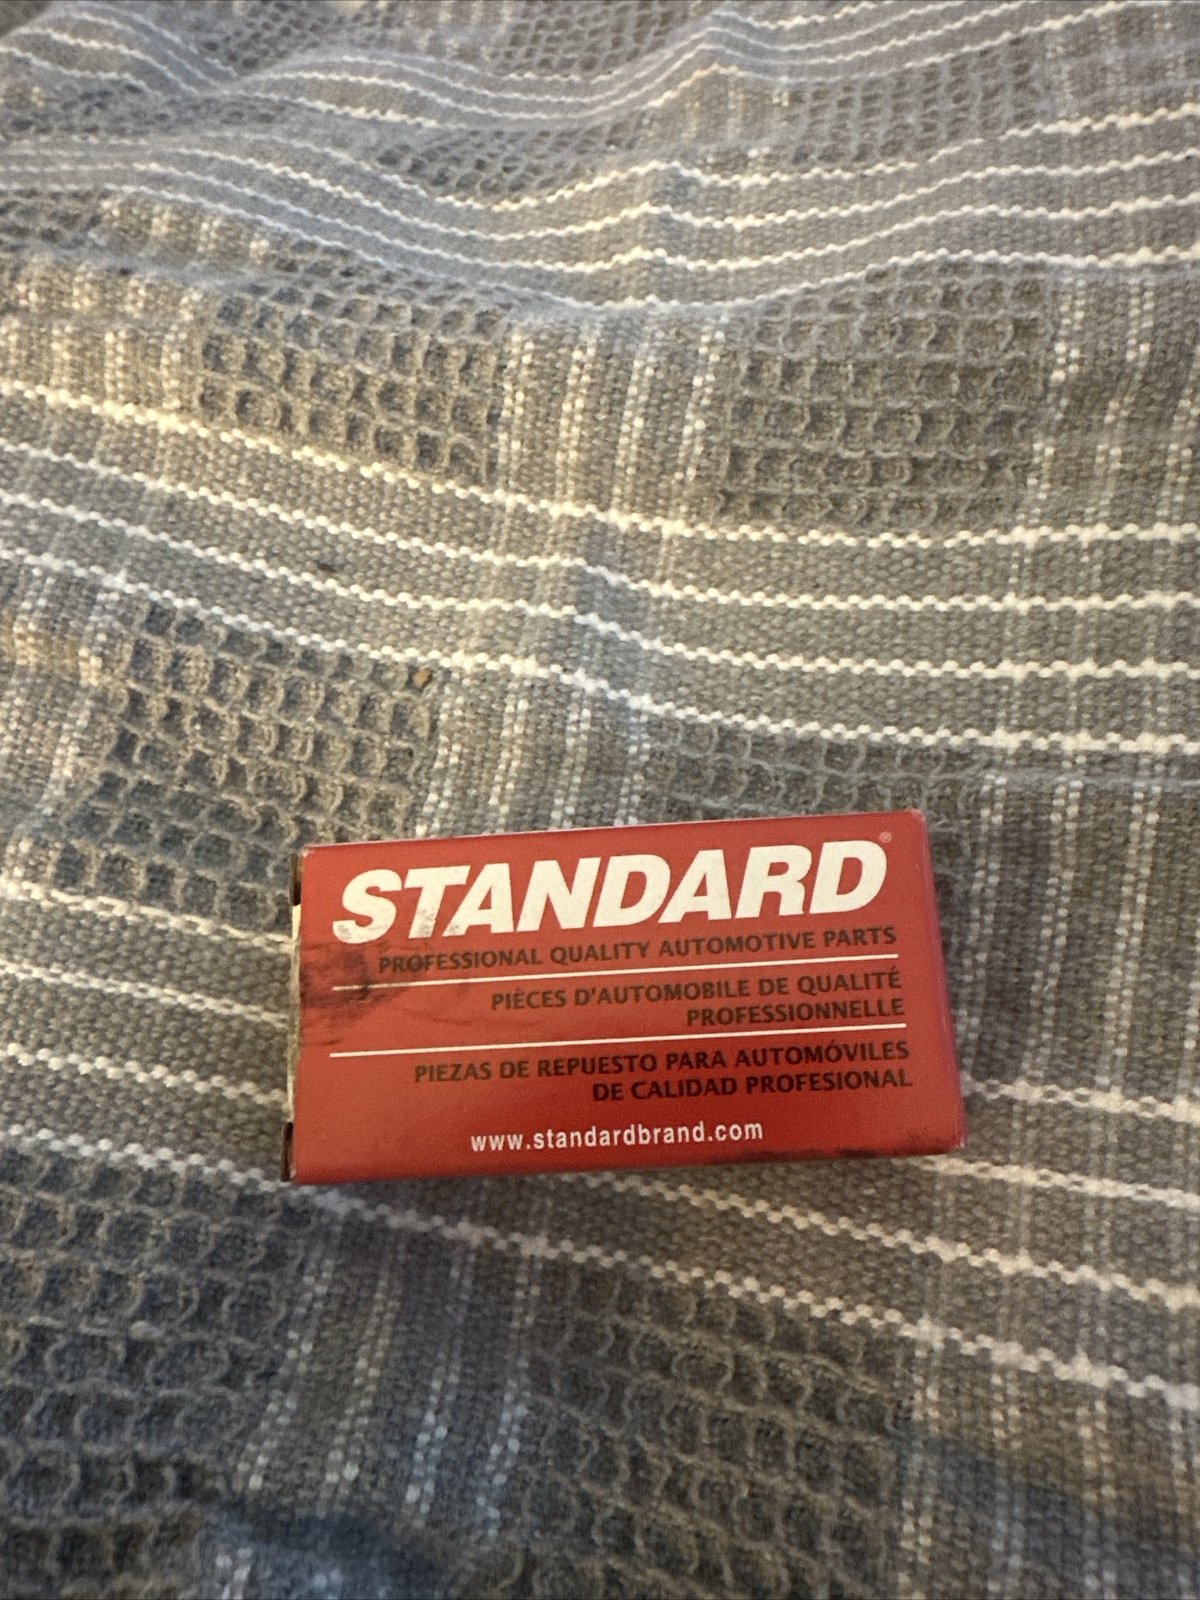 STANDARD®
PROFESSIONAL QUALITY AUTOMOTIVE PARTS
PIÈCES D'AUTOMOBILE DE QUALITÉ
PROFESSIONNELLE
PIEZAS DE REPUESTO PARA AUTOMÓVILES
DE CALIDAD PROFESIONAL
www.standardbrand.com